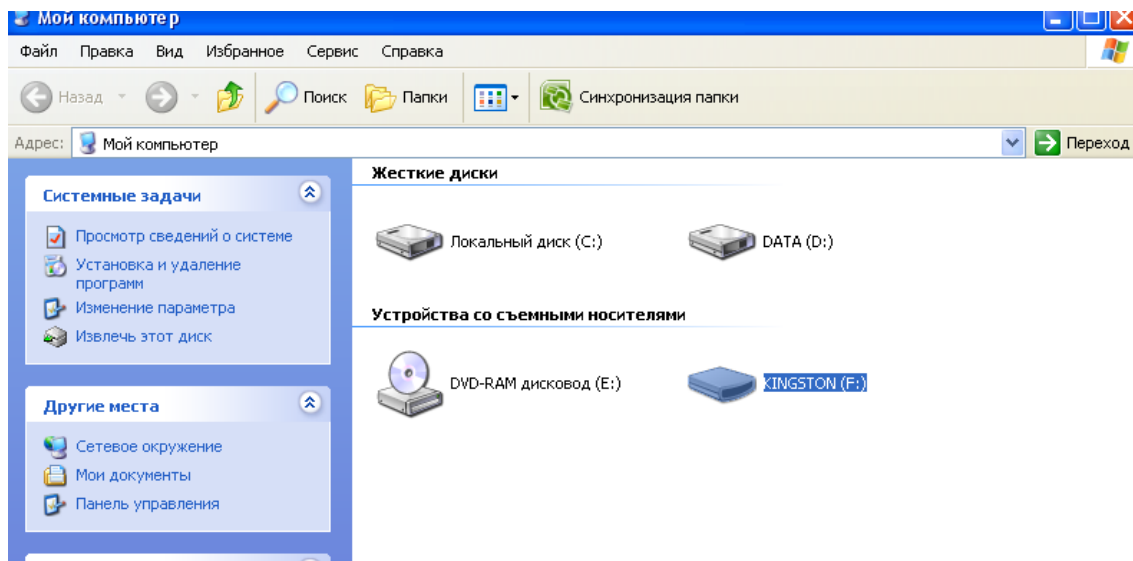 Мой компьютер
Файл Правка Вид Избранное Сервис Справка
Назад Поиск Папки Синхронизация папки
Адрес: Мой компьютер Переход
Системные задачи
Просмотр сведений о системе
Установка и удаление
программ
Изменение параметра
Извлечь этот диск
Другие места
Сетевое окружение
Мои документы
Панель управления
Жесткие диски
Локальный диск (C:) DATA (D:)
Устройства со съемными носителями
DVD-RAM дисковод (E:) KINGSTON (F:)